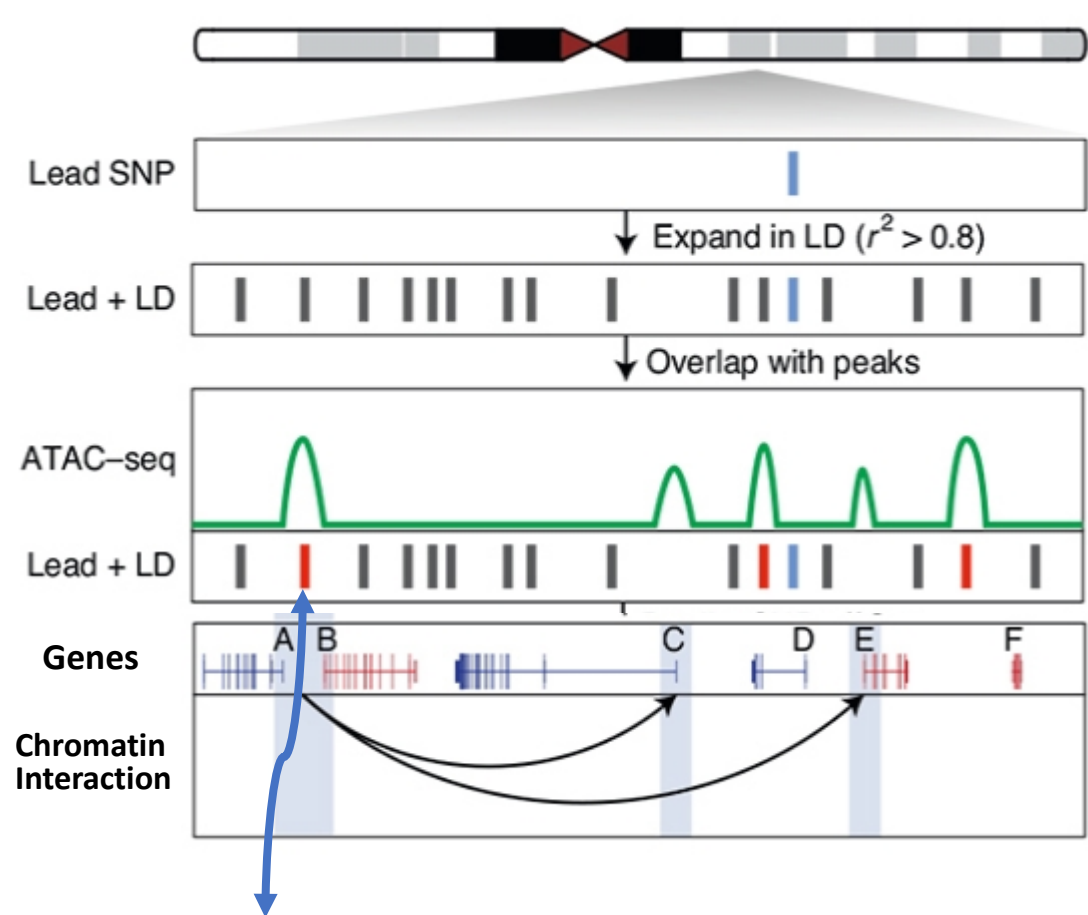 Lead SNP
Expand in LD (r² > 0.8)
Lead + LD
Overlap with peaks
ATAC–seq
Lead + LD
Genes
A B C D E F
Chromatin
Interaction